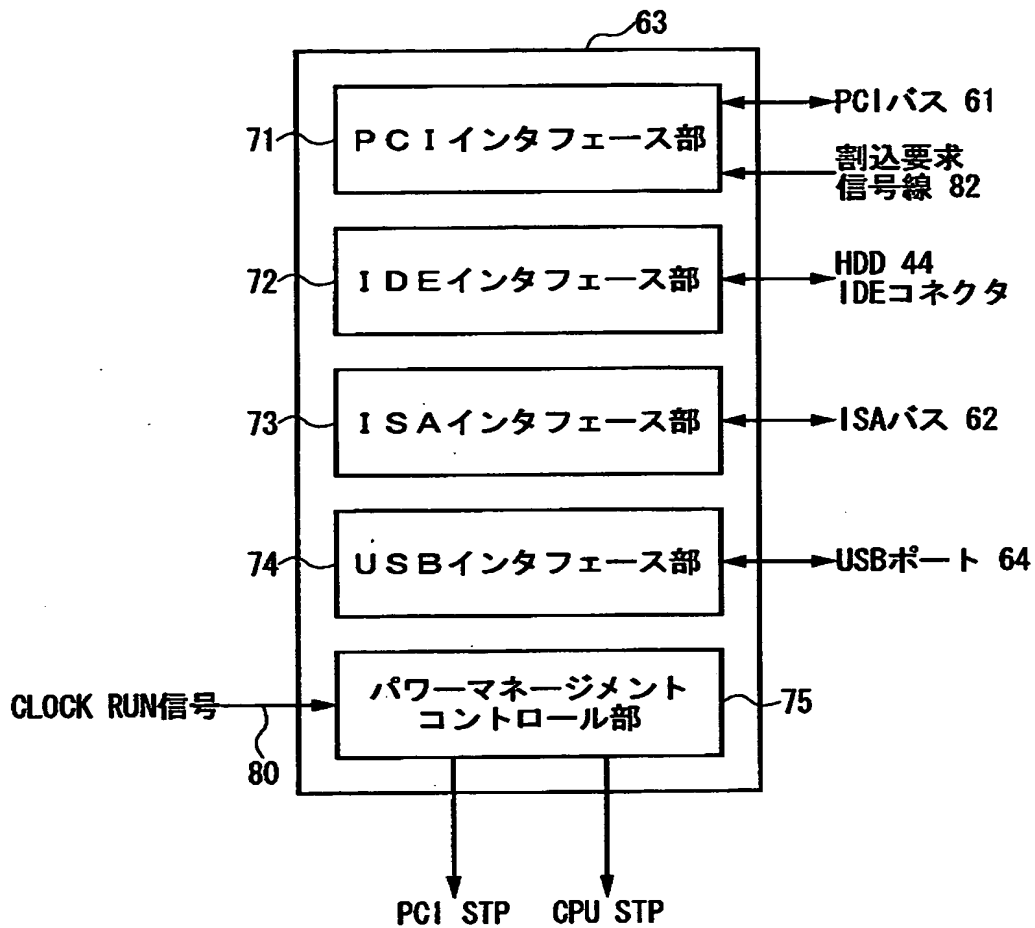 63
71
ＰＣＩインタフェース部
PCIバス 61
割込要求
信号線 82
72
ＩＤＥインタフェース部
HDD 44
IDEコネクタ
73
ＩＳＡインタフェース部
ISAバス 62
74
ＵＳＢインタフェース部
USBポート 64
CLOCK RUN信号
80
パワーマネージメント
コントロール部
75
PCI STP
CPU STP